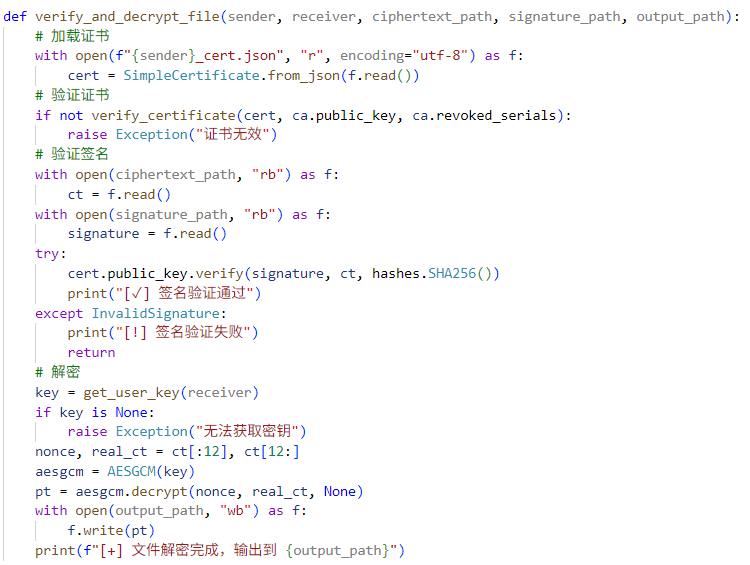 def verify_and_decrypt_file(sender, receiver, ciphertext_path, signature_path, output_path):
    # 加载证书
    with open(f"{sender}_cert.json", "r", encoding="utf-8") as f:
        cert = SimpleCertificate.from_json(f.read())
    # 验证证书
    if not verify_certificate(cert, ca.public_key, ca.revoked_serials):
        raise Exception("证书无效")
    # 验证签名
    with open(ciphertext_path, "rb") as f:
        ct = f.read()
    with open(signature_path, "rb") as f:
        signature = f.read()
    try:
        cert.public_key.verify(signature, ct, hashes.SHA256())
        print("[✓] 签名验证通过")
    except InvalidSignature:
        print("[!] 签名验证失败")
        return
    # 解密
    key = get_user_key(receiver)
    if key is None:
        raise Exception("无法获取密钥")
    nonce, real_ct = ct[:12], ct[12:]
    aesgcm = AESGCM(key)
    pt = aesgcm.decrypt(nonce, real_ct, None)
    with open(output_path, "wb") as f:
        f.write(pt)
    print(f"[+] 文件解密完成，输出到 {output_path}")